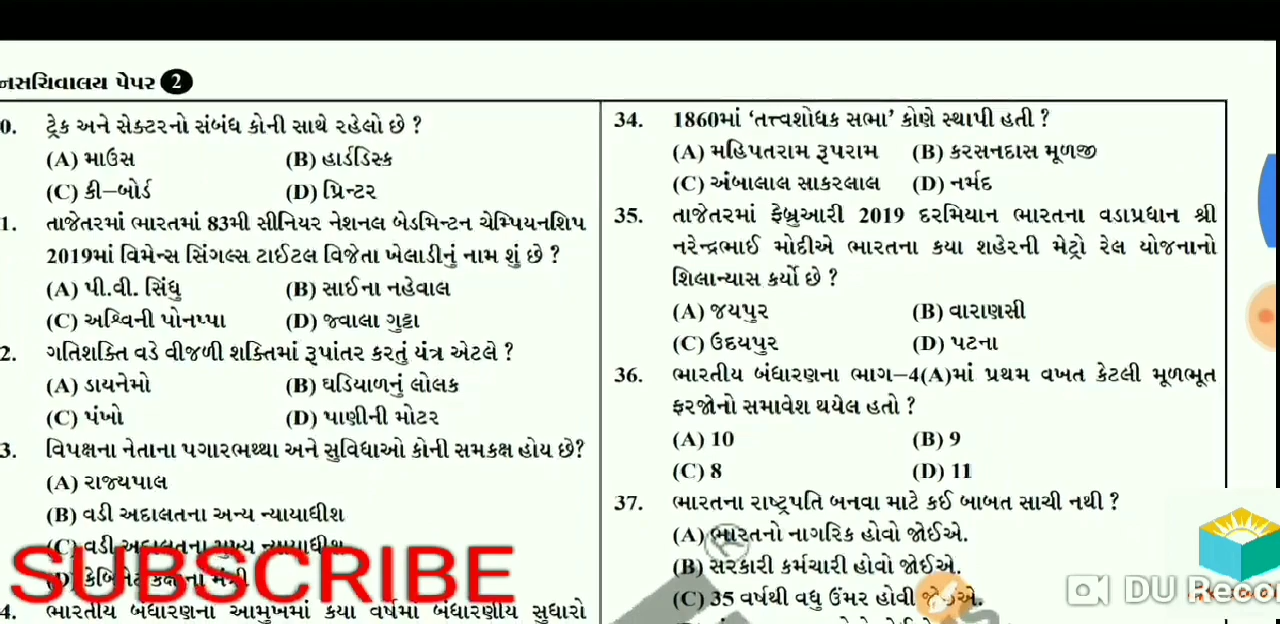 નસચિવાલય પેપર 2
0. ટ્રેક અને સેક્ટરનો સંબંધ કોની સાથે રહેલો છે ?
(A) માઉસ (B) હાર્ડડિસ્ક
(C) કી–બોર્ડ (D) પ્રિન્ટર
1. તાજેતરમાં ભારતમાં 83મી સીનિયર નેશનલ બેડમિન્ટન ચેમ્પિયનશિપ
2019માં વિમેન્સ સિંગલ્સ ટાઈટલ વિજેતા ખેલાડીનું નામ શું છે ?
(A) પી.વી. સિંધુ (B) સાઈના નહેવાલ
(C) અશ્વિની પોનપ્પા (D) જ્વાલા ગુટ્ટા
2. ગતિશક્તિ વડે વીજળી શક્તિમાં રૂપાંતર કરતું યંત્ર એટલે ?
(A) ડાયનેમો (B) ઘડિયાળનું લોલક
(C) પંખો (D) પાણીની મોટર
3. વિપક્ષના નેતાના પગારભથ્થા અને સુવિધાઓ કોની સમકક્ષ હોય છે?
(A) રાજ્યપાલ
(B) વડી અદાલતના અન્ય ન્યાયાધીશ
(C) વડી અદાલતના મુખ્ય ન્યાયાધીશ
(D) કેબિનેટ કક્ષાના મંત્રી
SUBSCRIBE
4. ભારતીય બંધારણના આમુખમાં કયા વર્ષમાં બંધારણીય સુધારો
34. 1860માં ‘તત્ત્વશોધક સભા’ કોણે સ્થાપી હતી ?
(A) મહિપતરામ રૂપરામ (B) કરસનદાસ મૂળજી
(C) અંબાલાલ સાકરલાલ (D) નર્મદ
35. તાજેતરમાં ફેબ્રુઆરી 2019 દરમિયાન ભારતના વડાપ્રધાન શ્રી
નરેન્દ્રભાઈ મોદીએ ભારતના કયા શહેરની મેટ્રો રેલ યોજનાનો
શિલાન્યાસ કર્યો છે ?
(A) જયપુર (B) વારાણસી
(C) ઉદયપુર (D) પટના
36. ભારતીય બંધારણના ભાગ–4(A)માં પ્રથમ વખત કેટલી મૂળભૂત
ફરજોનો સમાવેશ થયેલ હતો ?
(A) 10 (B) 9
(C) 8 (D) 11
37. ભારતના રાષ્ટ્રપતિ બનવા માટે કઈ બાબત સાચી નથી ?
(A) ભારતનો નાગરિક હોવો જોઈએ.
(B) સરકારી કર્મચારી હોવો જોઈએ.
(C) 35 વર્ષથી વધુ ઉંમર હોવી જોઈએ.
DU Reco